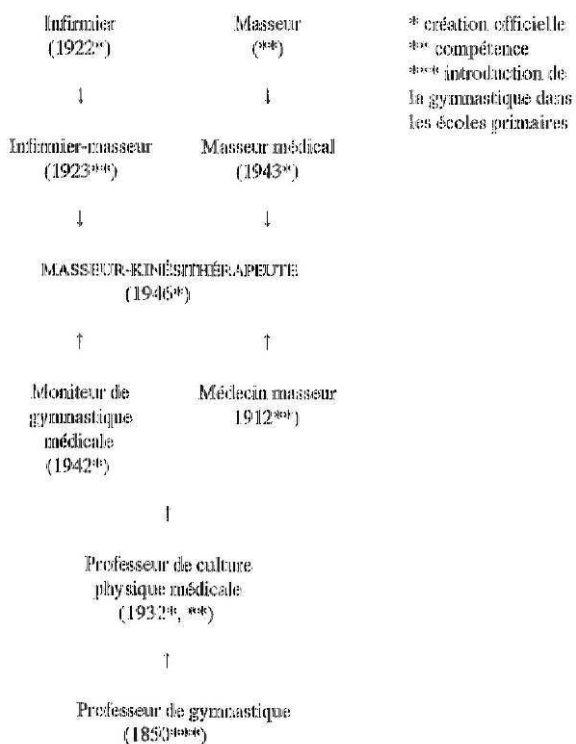 Infirmier
(1922*)
Masseur
(**)
* création officielle
** compétence
*** introduction de
la gymnastique dans
les écoles primaires
↓ ↓
Infirmier-masseur
(1923**)
Masseur médical
(1943*)
↓ ↓
MASSEUR-KINÉSITHÉRAPEUTE
(1946*)
↑ ↑
Moniteur de
gymnastique
médicale
(1942*)
Médecin masseur
1912**)
↑
Professeur de culture
physique médicale
(1932*, **)
↑
Professeur de gymnastique
(1850***)